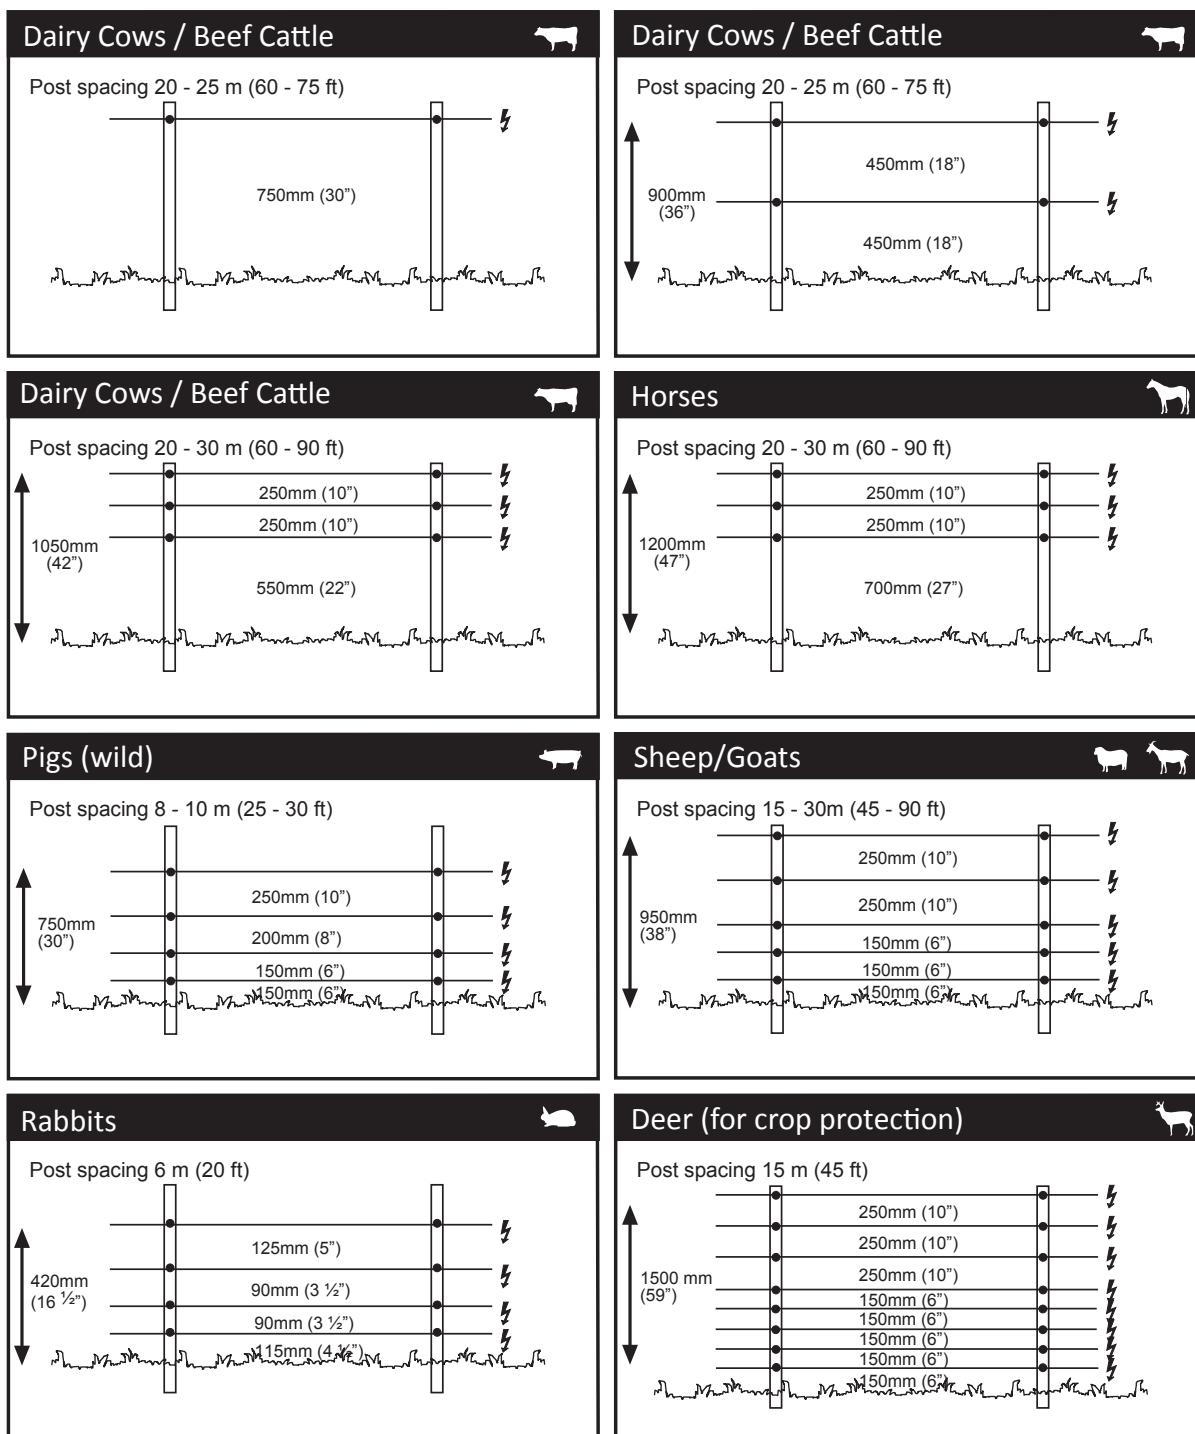 Dairy Cows / Beef Cattle
Post spacing 20 - 25 m (60 - 75 ft)
750mm (30”)
Dairy Cows / Beef Cattle
Post spacing 20 - 25 m (60 - 75 ft)
450mm (18”)
900mm
(36”)
450mm (18”)
Dairy Cows / Beef Cattle
Post spacing 20 - 30 m (60 - 90 ft)
250mm (10”)
250mm (10”)
1050mm
(42”)
550mm (22”)
Horses
Post spacing 20 - 30 m (60 - 90 ft)
250mm (10”)
250mm (10”)
1200mm
(47”)
700mm (27”)
Pigs (wild)
Post spacing 8 - 10 m (25 - 30 ft)
250mm (10”)
750mm
(30”)
200mm (8”)
150mm (6”)
150mm (6”)
Sheep/Goats
Post spacing 15 - 30m (45 - 90 ft)
250mm (10”)
250mm (10”)
950mm
(38”)
150mm (6”)
150mm (6”)
150mm (6”)
Rabbits
Post spacing 6 m (20 ft)
125mm (5”)
420mm
(16 ½”)
90mm (3 ½”)
90mm (3 ½”)
115mm (4 ½”)
Deer (for crop protection)
Post spacing 15 m (45 ft)
250mm (10”)
250mm (10”)
250mm (10”)
1500 mm
(59”)
150mm (6”)
150mm (6”)
150mm (6”)
150mm (6”)
150mm (6”)